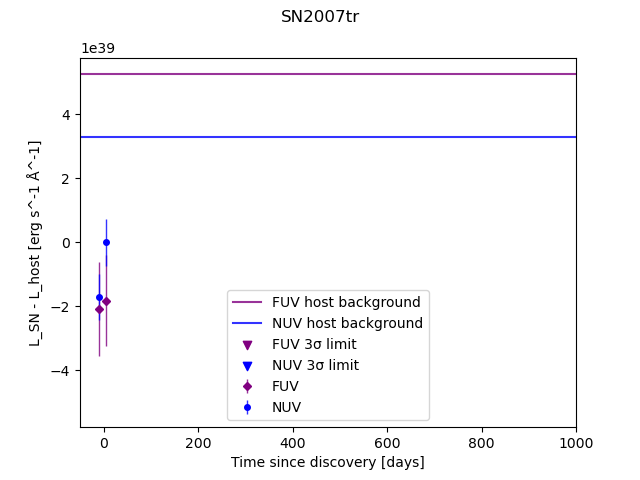 SN2007tr
1e39
L_SN - L_host [erg s^-1 Å^-1]
4
2
0
−2
−4
FUV host background
NUV host background
FUV 3σ limit
NUV 3σ limit
FUV
NUV
0 200 400 600 800 1000
Time since discovery [days]